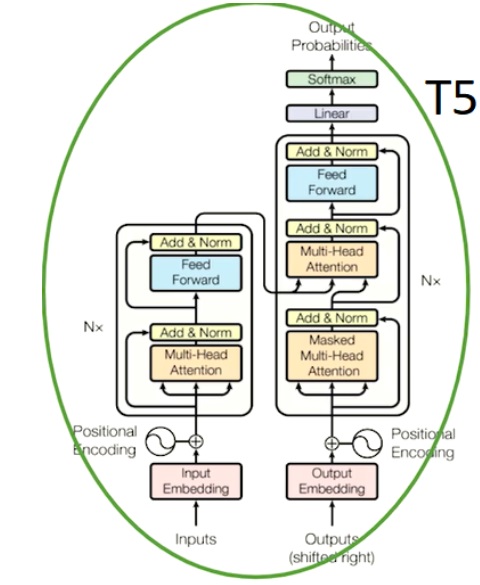 Output
Probabilities
Softmax
T5
Linear
Add & Norm
Feed
Forward
Add & Norm
Multi-Head
Attention
Add & Norm
Feed
Forward
Nx
Add & Norm
Masked
Multi-Head
Attention
Nx
Add & Norm
Multi-Head
Attention
Positional
Encoding
Positional
Encoding
Input
Embedding
Output
Embedding
Inputs
Outputs
(shifted right)